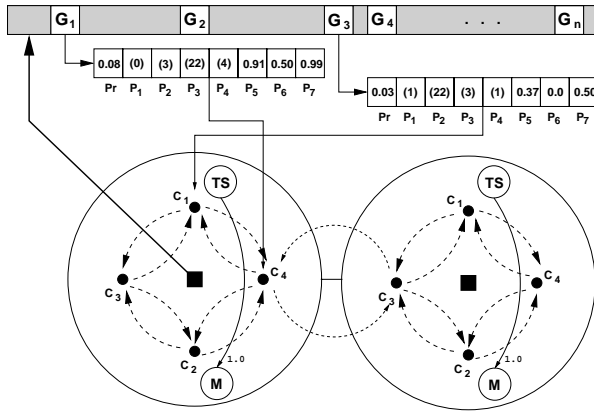 G1 G2 G3 G4 . . . Gn
0.08 (0) (3) (22) (4) 0.91 0.50 0.99
Pr P1 P2 P3 P4 P5 P6 P7
0.03 (1) (22) (3) (1) 0.37 0.0 0.50
Pr P1 P2 P3 P4 P5 P6 P7
TS TS
C1 C1
C3 C4 C3 C4
C2 C2
1.0 1.0
M M